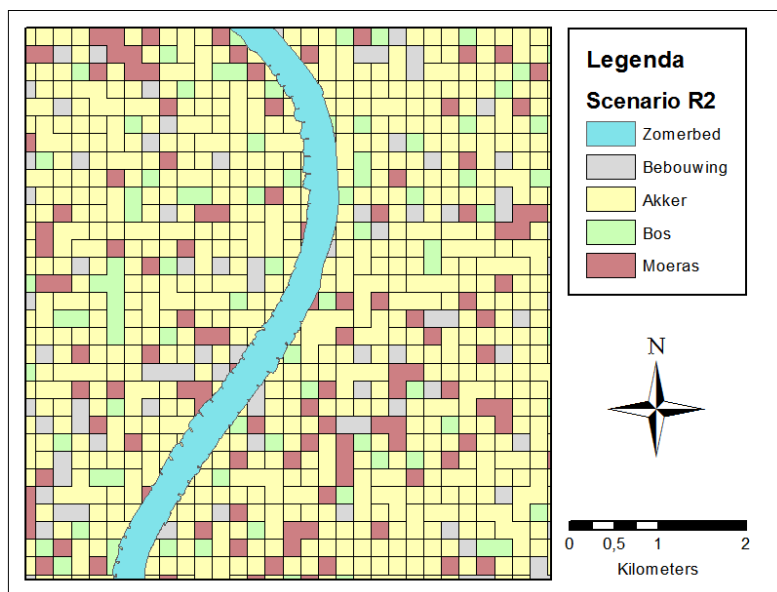 Legenda
Scenario R2
Zomerbed
Bebouwing
Akker
Bos
Moeras
N
0 0,5 1 2
Kilometers